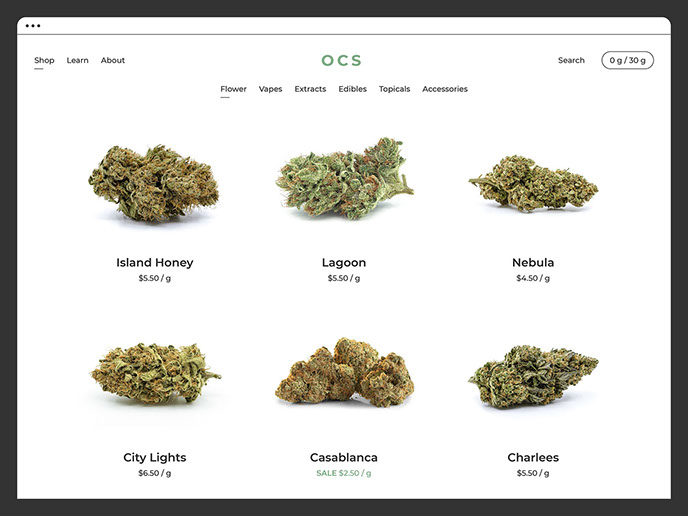 Shop Learn About OCS Search 0 g / 30 g
Flower Vapes Extracts Edibles Topicals Accessories
Island Honey Lagoon Nebula
$5.50 / g $5.50 / g $4.50 / g
City Lights Casablanca Charlees
$6.50 / g SALE $2.50 / g $5.50 / g